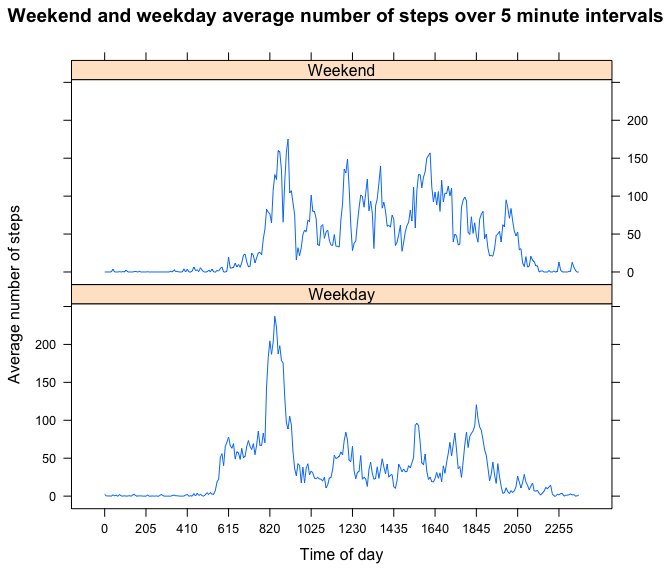 Weekend and weekday average number of steps over 5 minute intervals
Weekend
200
150
100
50
0
Weekday
200
150
100
50
0
Average number of steps
0 205 410 615 820 1025 1230 1435 1640 1845 2050 2255
Time of day